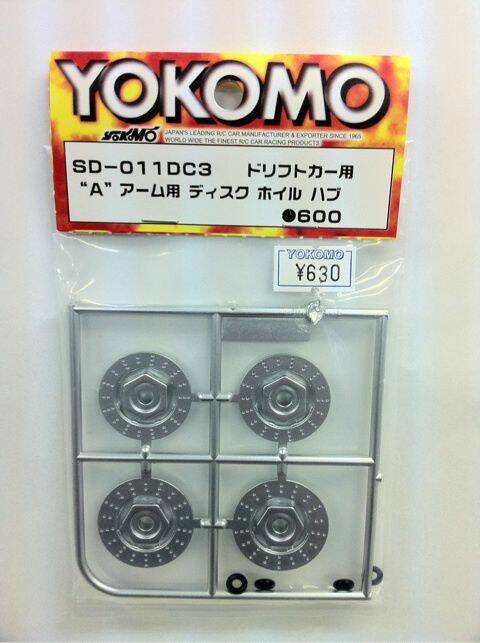 YOKOMO
YOKOMO JAPAN'S LEADING R/C CAR MANUFACTURER & EXPORTER SINCE 1965
WORLD WIDE THE FINEST R/C CAR RACING PRODUCTS.
SD-011DC3 ドリフトカー用
“A” アーム用 ディスク ホイル ハブ
●600
YOKOMO
¥630